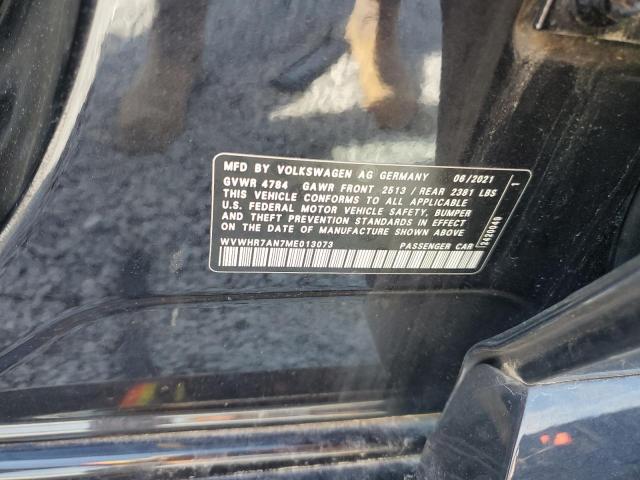 MFD BY VOLKSWAGEN AG GERMANY 06/2021
GVWR 4784 GAWR FRONT 2513 / REAR 2381 LBS
THIS VEHICLE CONFORMS TO ALL APPLICABLE
U.S. FEDERAL MOTOR VEHICLE SAFETY, BUMPER
AND THEFT PREVENTION STANDARDS IN EFFECT
ON THE DATE OF MANUFACTURE SHOWN ABOVE
WVWHR7AN7ME013073 PASSENGER CAR
2420040 1